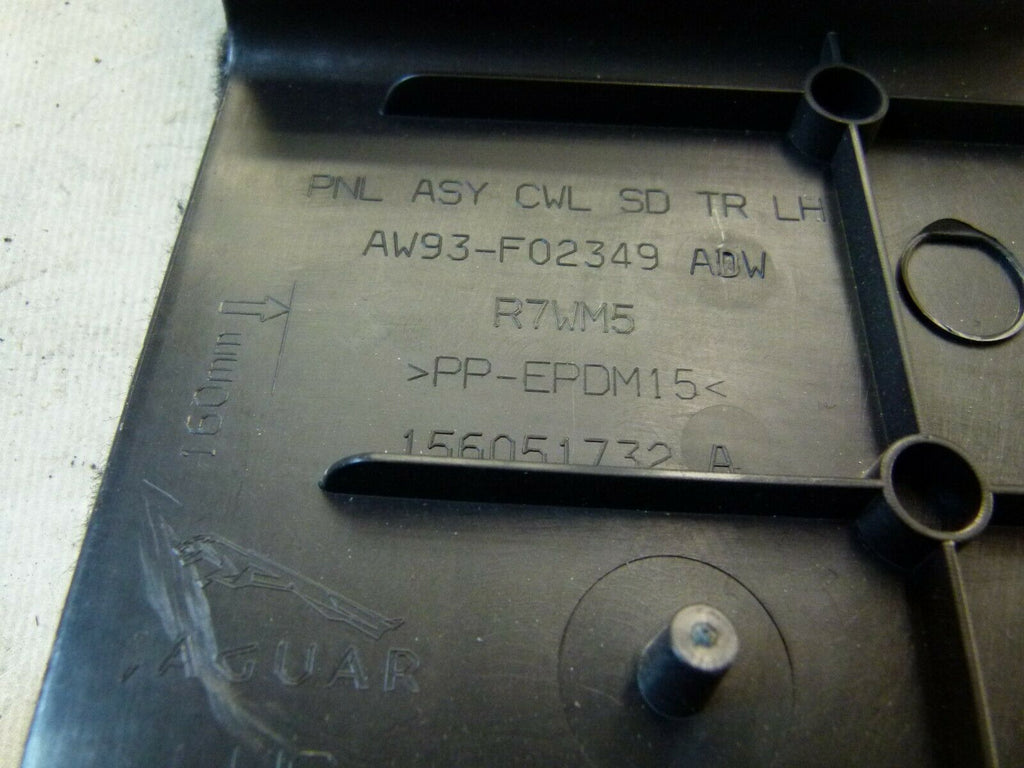 PNL ASY CWL SD TR LH
AW93-F02349 ADW
R7WM5
>PP-EPDM15<
156051732 A
160mm
JAGUAR